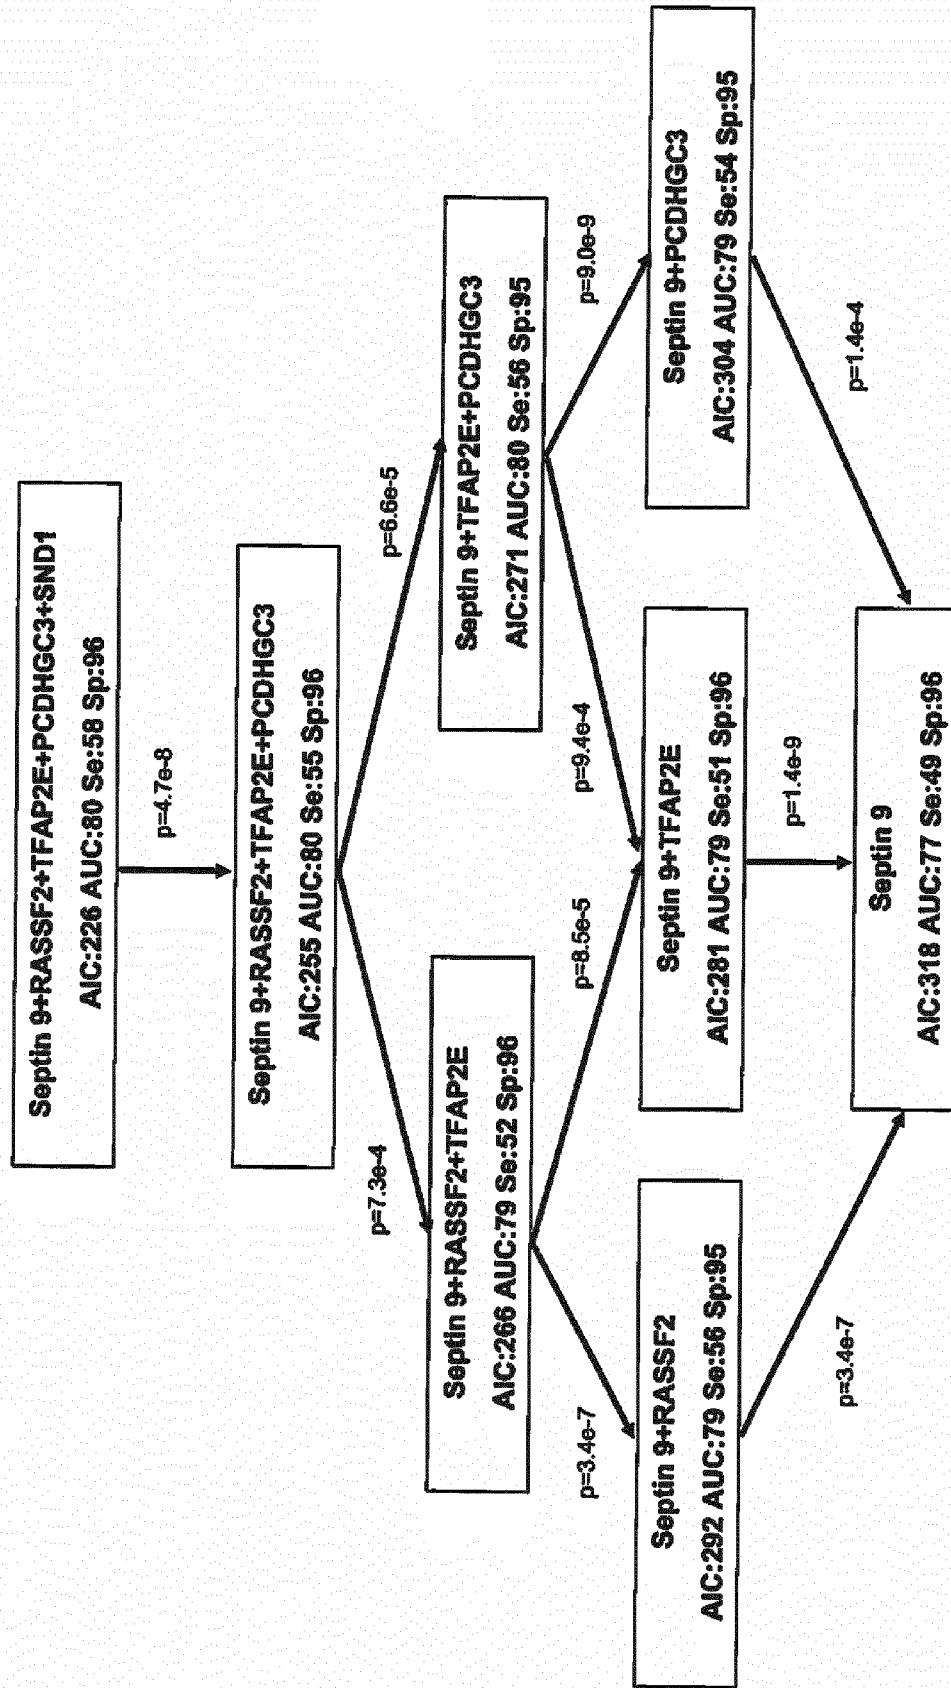 Septin 9+RASSF2+TFAP2E+PCDHGC3+SND1
AIC:226 AUC:80 Se:58 Sp:96
p=4.7e-8
Septin 9+RASSF2+TFAP2E+PCDHGC3
AIC:255 AUC:80 Se:55 Sp:96
p=7.3e-4
p=6.6e-5
Septin 9+RASSF2+TFAP2E
AIC:266 AUC:79 Se:52 Sp:96
Septin 9+TFAP2E+PCDHGC3
AIC:271 AUC:80 Se:56 Sp:95
p=3.4e-7
p=8.5e-5
p=9.4e-4
p=9.0e-9
Septin 9+RASSF2
AIC:292 AUC:79 Se:56 Sp:95
Septin 9+TFAP2E
AIC:281 AUC:79 Se:51 Sp:96
Septin 9+PCDHGC3
AIC:304 AUC:79 Se:54 Sp:95
p=3.4e-7
p=1.4e-9
p=1.4e-4
Septin 9
AIC:318 AUC:77 Se:49 Sp:96